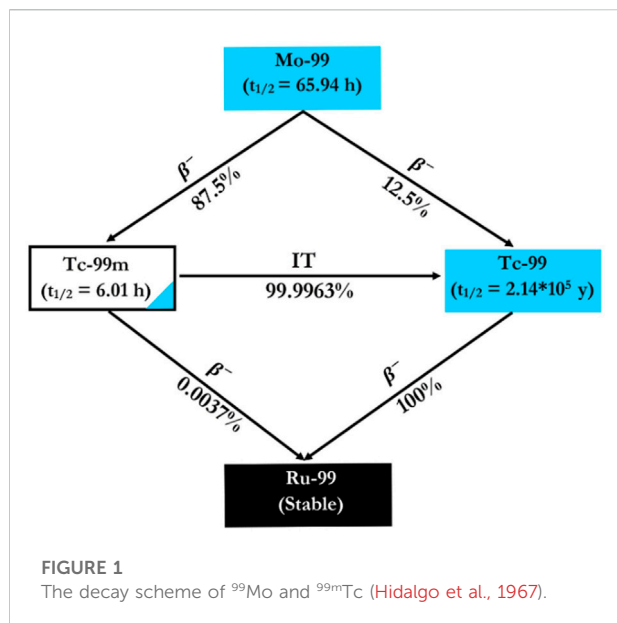 Mo-99
(t₁/₂ = 65.94 h)
β⁻
87.5%
β⁻
12.5%
Tc-99m
(t₁/₂ = 6.01 h)
IT
99.9963%
Tc-99
(t₁/₂ = 2.14*10⁵ y)
β⁻
0.0037%
β⁻
100%
Ru-99
(Stable)
FIGURE 1
The decay scheme of ⁹⁹Mo and ⁹⁹ᵐTc (Hidalgo et al., 1967).